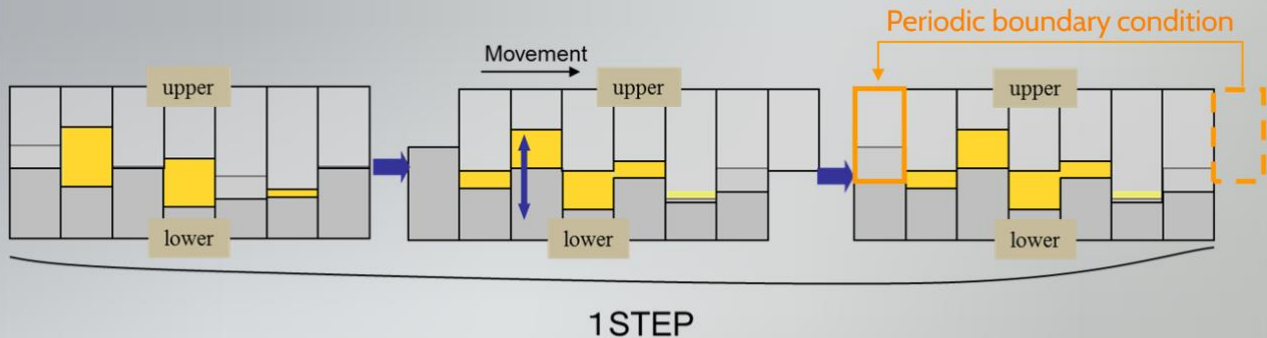 Periodic boundary condition
Movement
upper
upper
upper
lower
lower
lower
1STEP